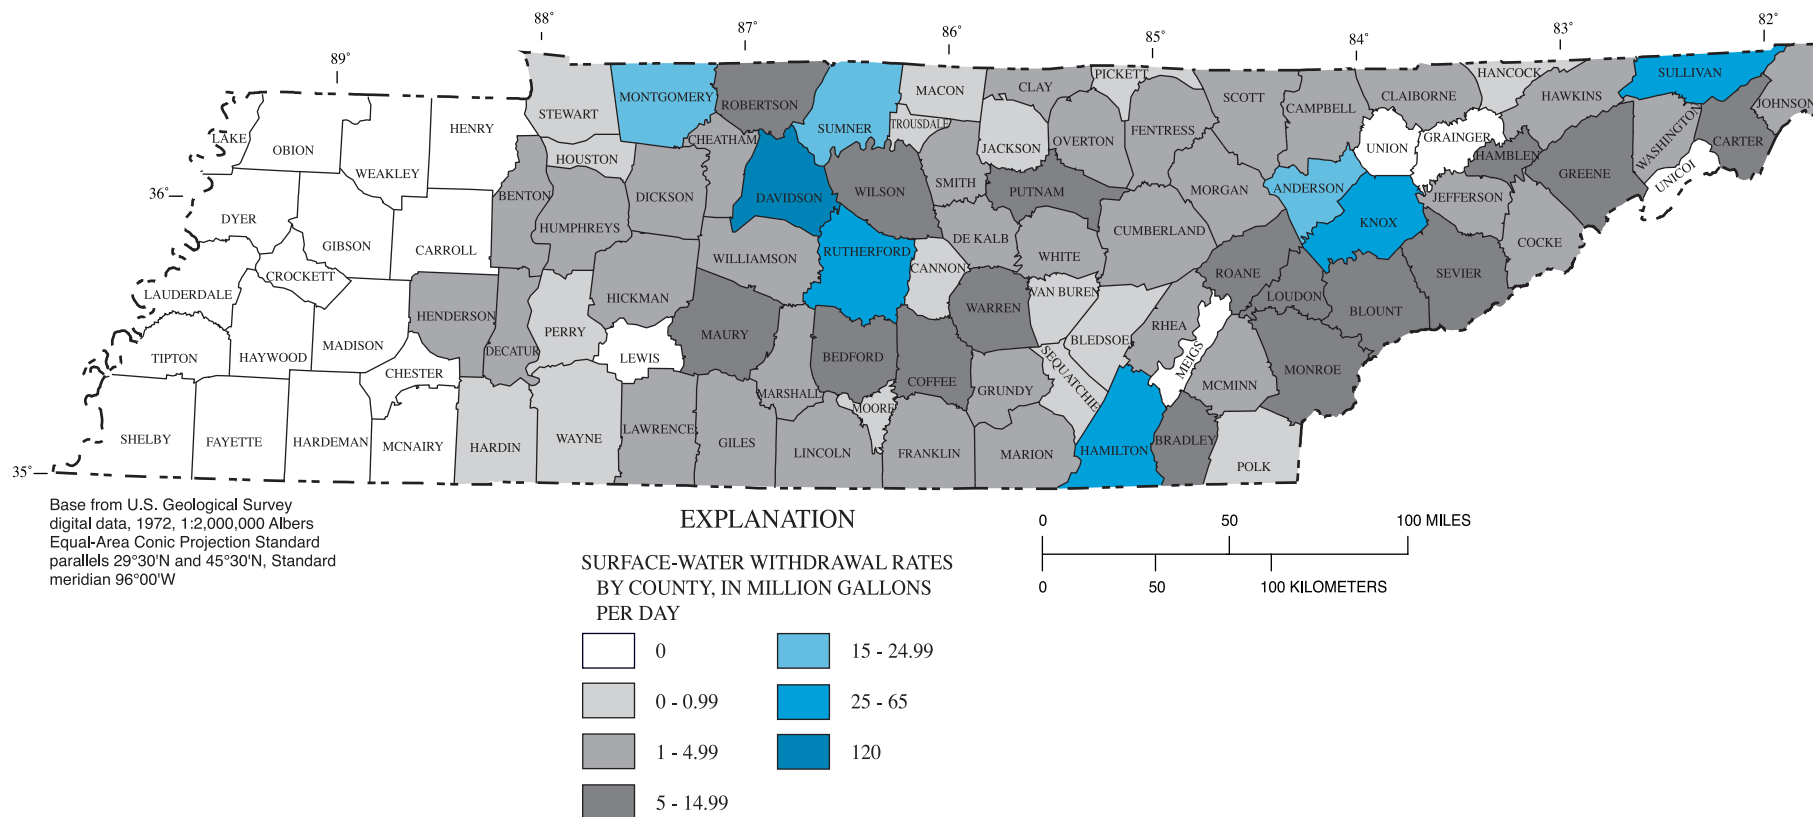 88°
87°
86°
85°
84°
83°
82°
89°
36°
35°
STEWART
MONTGOMERY
ROBERTSON
SUMNER
MACON
TROUSDALE
CLAY
PICKETT
SCOTT
CAMPBELL
CLAIBORNE
HANCOCK
HAWKINS
SULLIVAN
JOHNSON
LAKE
OBION
HENRY
WEAKLEY
HOUSTON
CHEATHAM
JACKSON
OVERTON
FENTRESS
UNION
GRAINGER
HAMBLEN
WASHINGTON
CARTER
UNICOI
GREENE
DYER
GIBSON
CARROLL
BENTON
HUMPHREYS
DICKSON
DAVIDSON
WILSON
SMITH
PUTNAM
MORGAN
ANDERSON
KNOX
JEFFERSON
COCKE
CROCKETT
LAUDERDALE
WILLIAMSON
RUTHERFORD
CANNON
DE KALB
WHITE
CUMBERLAND
ROANE
LOUDON
BLOUNT
SEVIER
HENDERSON
PERRY
HICKMAN
MAURY
WARREN
VAN BUREN
BLEDSOE
RHEA
MEIGS
MCMINN
MONROE
TIPTON
HAYWOOD
MADISON
CHESTER
DECATUR
LEWIS
MARSHALL
BEDFORD
COFFEE
GRUNDY
SEQUATCHIE
MOORE
SHELBY
FAYETTE
HARDEMAN
MCNAIRY
HARDIN
WAYNE
LAWRENCE
GILES
LINCOLN
FRANKLIN
MARION
HAMILTON
BRADLEY
POLK
Base from U.S. Geological Survey
digital data, 1972, 1:2,000,000 Albers
Equal-Area Conic Projection Standard
parallels 29°30'N and 45°30'N, Standard
meridian 96°00'W
EXPLANATION
SURFACE-WATER WITHDRAWAL RATES
BY COUNTY, IN MILLION GALLONS
PER DAY
0
0 - 0.99
1 - 4.99
5 - 14.99
15 - 24.99
25 - 65
120
0 50 100 MILES
0 50 100 KILOMETERS